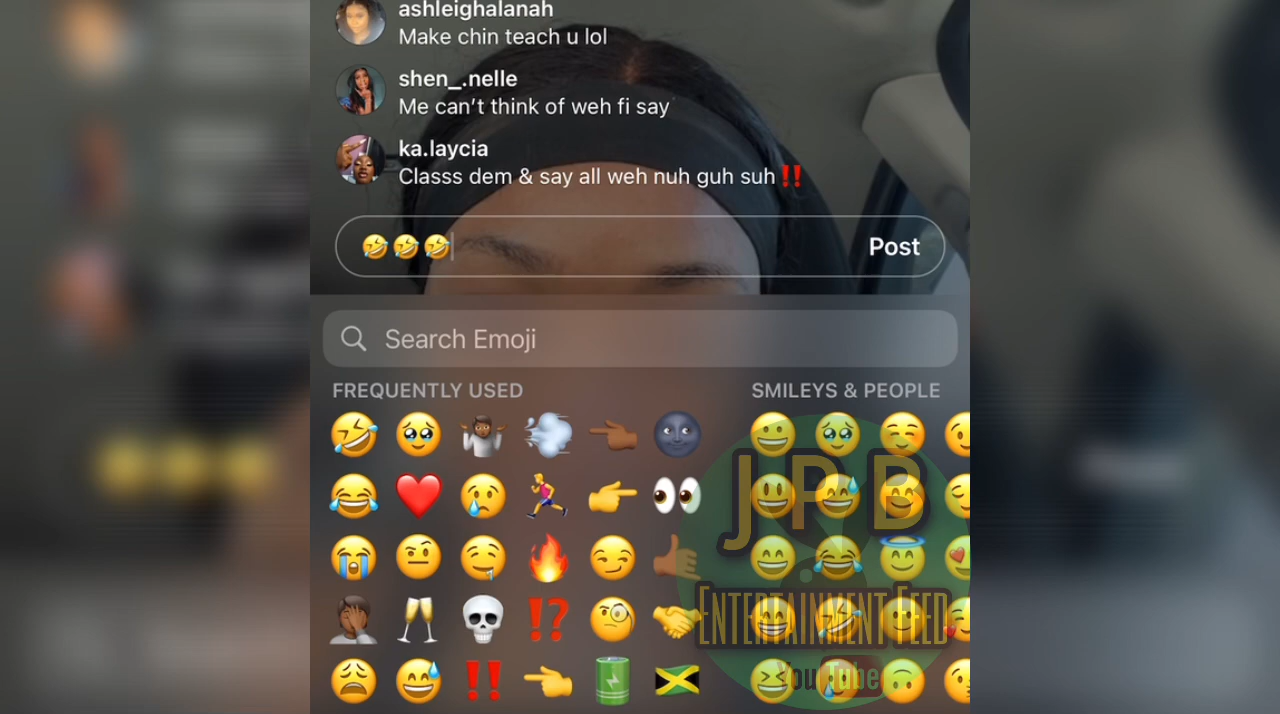 ashleighalanah
Make chin teach u lol
shen_.nelle
Me can't think of weh fi say
ka.laycia
Classs dem & say all weh nuh guh suh ‼️
🤣🤣🤣
Post
Search Emoji
FREQUENTLY USED
SMILEYS & PEOPLE
JPB
ENTERTAINMENT FEED
YouTube